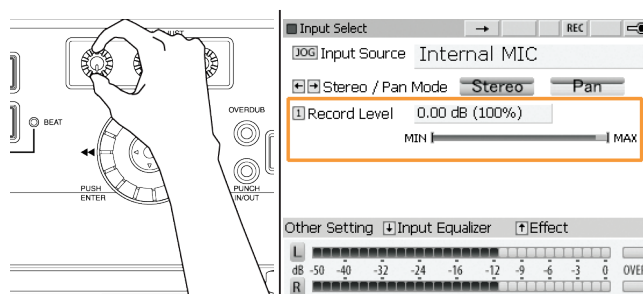 BEAT
OVERDUB
PUSH
ENTER
PUNCH
IN/OUT
Input Select → REC
JOG Input Source Internal MIC
←→ Stereo / Pan Mode Stereo Pan
1 Record Level 0.00 dB (100%)
MIN MAX
Other Setting ↓ Input Equalizer ↑ Effect
L
dB -50 -40 -32 -24 -16 -12 -9 -6 -3 0
R